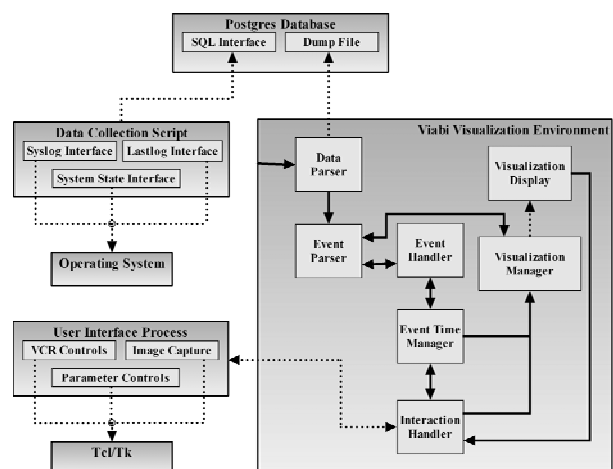 Postgres Database
SQL Interface
Dump File
Data Collection Script
Syslog Interface
Lastlog Interface
System State Interface
Operating System
User Interface Process
VCR Controls
Image Capture
Parameter Controls
Tcl/Tk
Viabi Visualization Environment
Data
Parser
Visualization
Display
Event
Parser
Event
Handler
Visualization
Manager
Event Time
Manager
Interaction
Handler